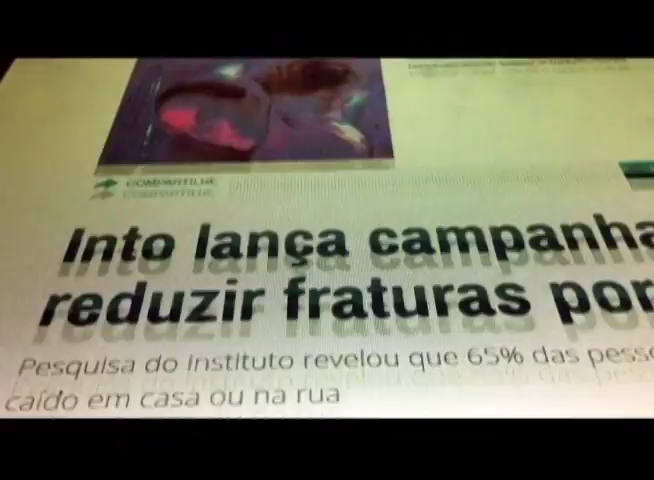 COMPARTILHE
Into lança campanha
reduzir fraturas por
Pesquisa do instituto revelou que 65% das
caído em casa ou na rua